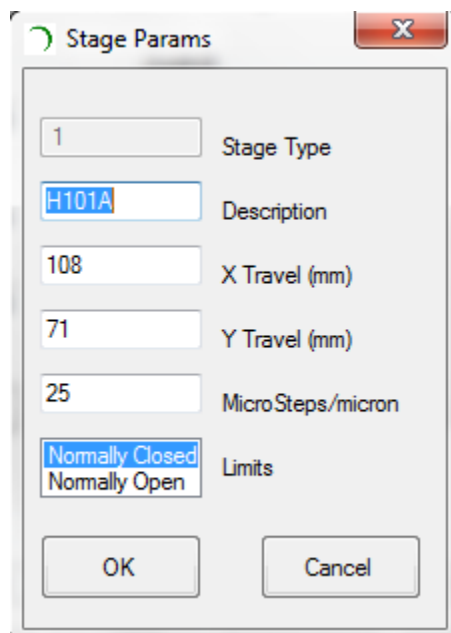 Stage Params
1
Stage Type
H101A
Description
108
X Travel (mm)
71
Y Travel (mm)
25
MicroSteps/micron
Normally Closed
Normally Open
Limits
OK
Cancel